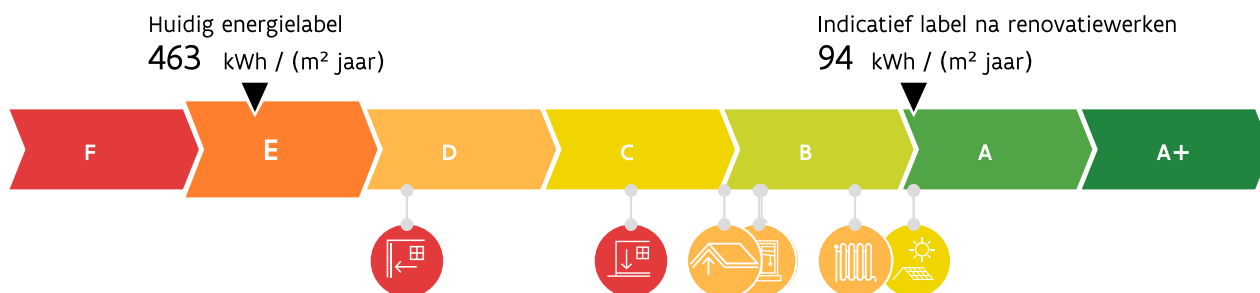 Huidig energielabel
463 kWh / (m² jaar)
Indicatief label na renovatiewerken
94 kWh / (m² jaar)
F E D C B A A+